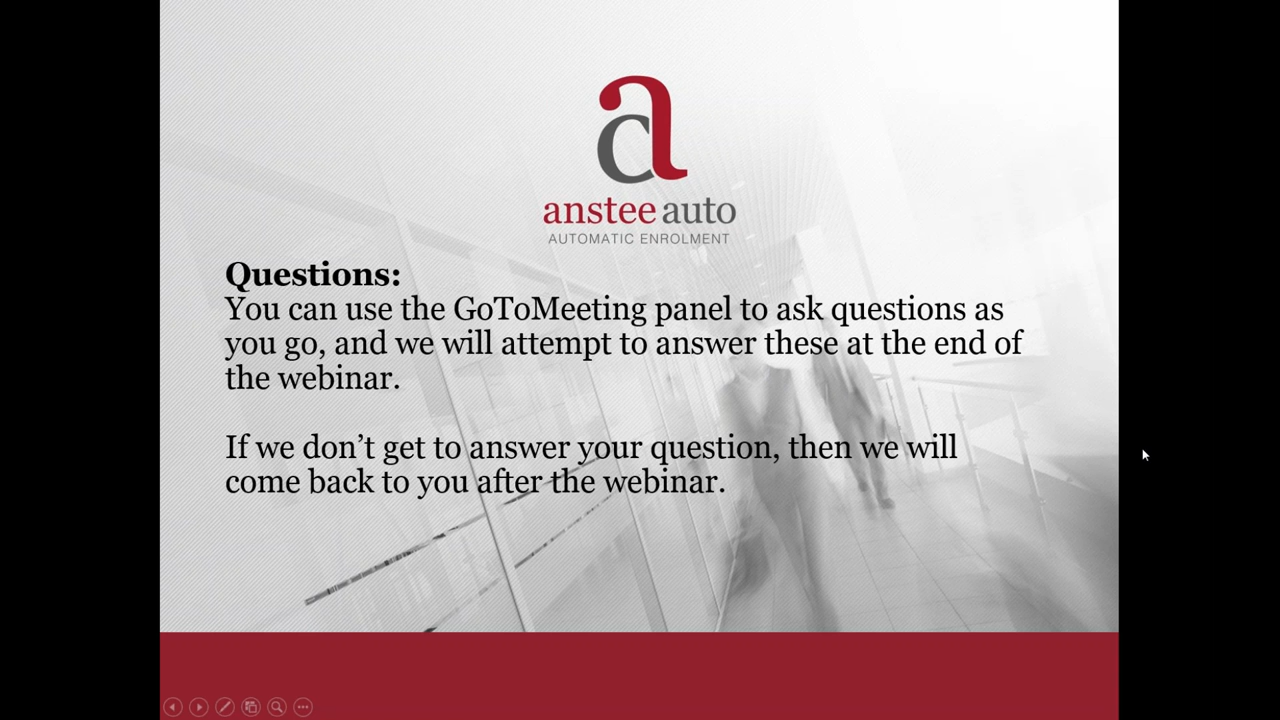 anstee auto
AUTOMATIC ENROLMENT
Questions:
You can use the GoToMeeting panel to ask questions as
you go, and we will attempt to answer these at the end of
the webinar.
If we don’t get to answer your question, then we will
come back to you after the webinar.